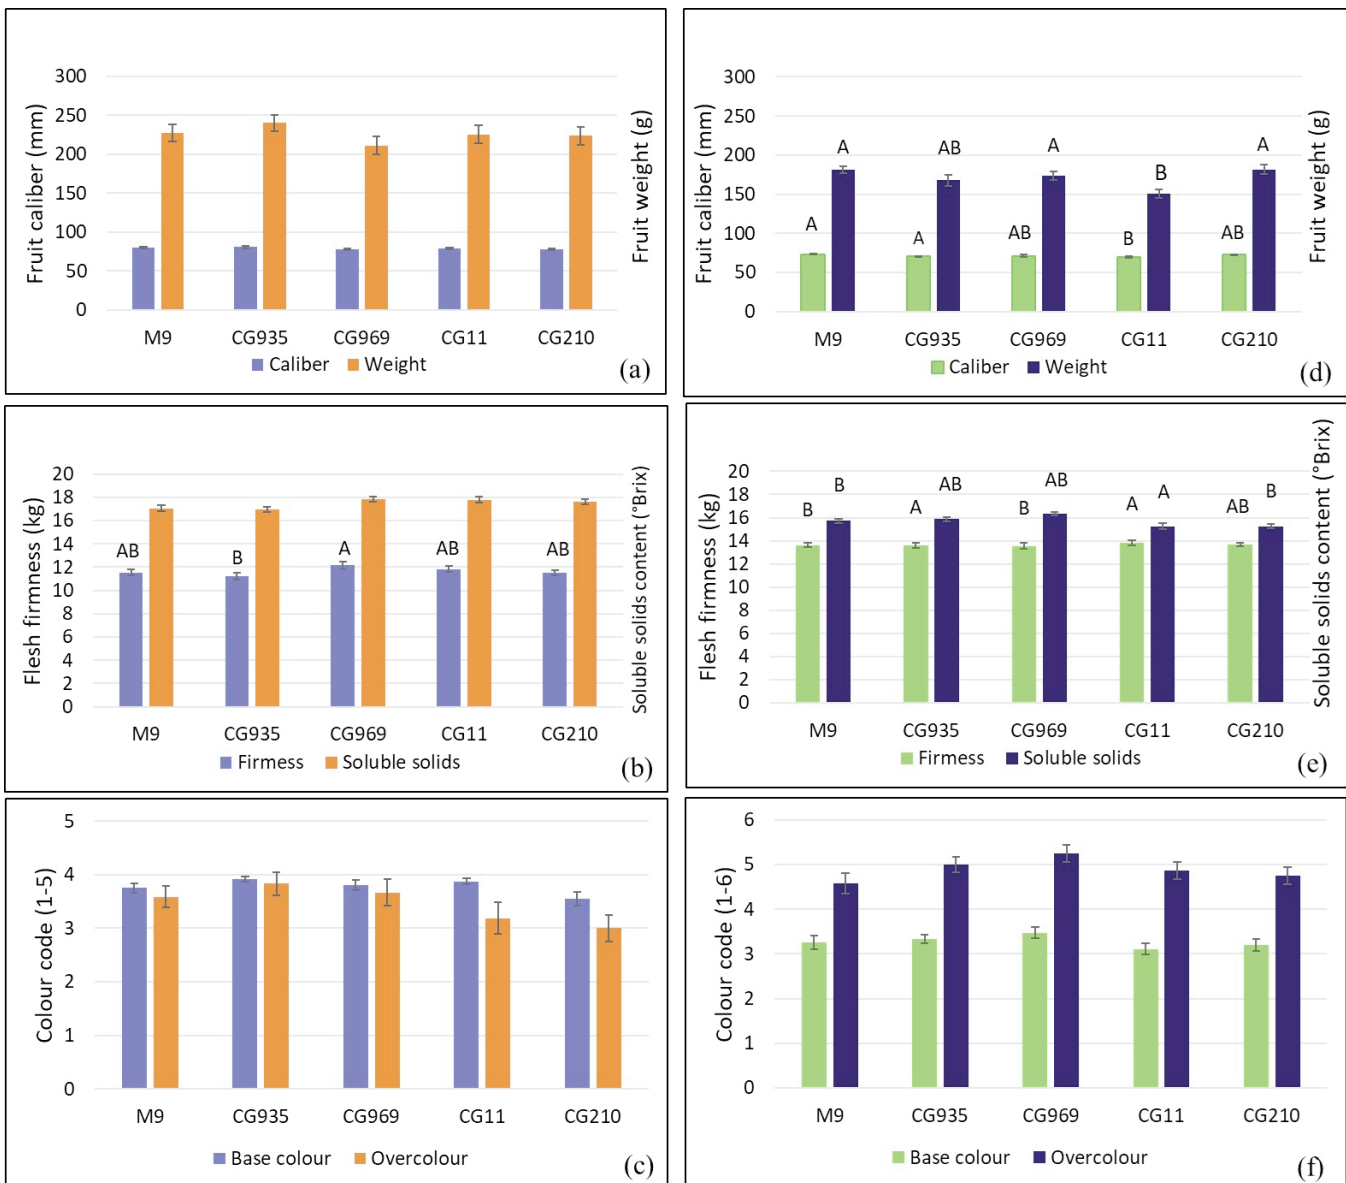 Fruit caliber (mm)
300
250
200
150
100
50
0
Fruit weight (g)
M9 CG935 CG969 CG11 CG210
Caliber Weight
(a)
Fruit caliber (mm)
300
250
200
150
100
50
0
A AB A B A
A A AB B AB
Fruit weight (g)
M9 CG935 CG969 CG11 CG210
Caliber Weight
(d)
Flesh firmness (kg)
20
18
16
14
12
10
8
6
4
2
0
AB B A AB AB
Soluble solids content (°Brix)
M9 CG935 CG969 CG11 CG210
Firmess Soluble solids
(b)
Flesh firmness (kg)
20
18
16
14
12
10
8
6
4
2
0
B B A AB B AB A A AB B
Soluble solids content (°Brix)
M9 CG935 CG969 CG11 CG210
Firmess Soluble solids
(e)
Colour code (1-5)
5
4
3
2
1
0
M9 CG935 CG969 CG11 CG210
Base colour Overcolour
(c)
Colour code (1-6)
6
5
4
3
2
1
0
M9 CG935 CG969 CG11 CG210
Base colour Overcolour
(f)